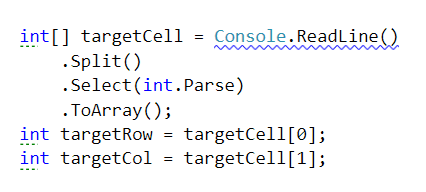 int[] targetCell = Console.ReadLine()
    .Split()
    .Select(int.Parse)
    .ToArray();
int targetRow = targetCell[0];
int targetCol = targetCell[1];